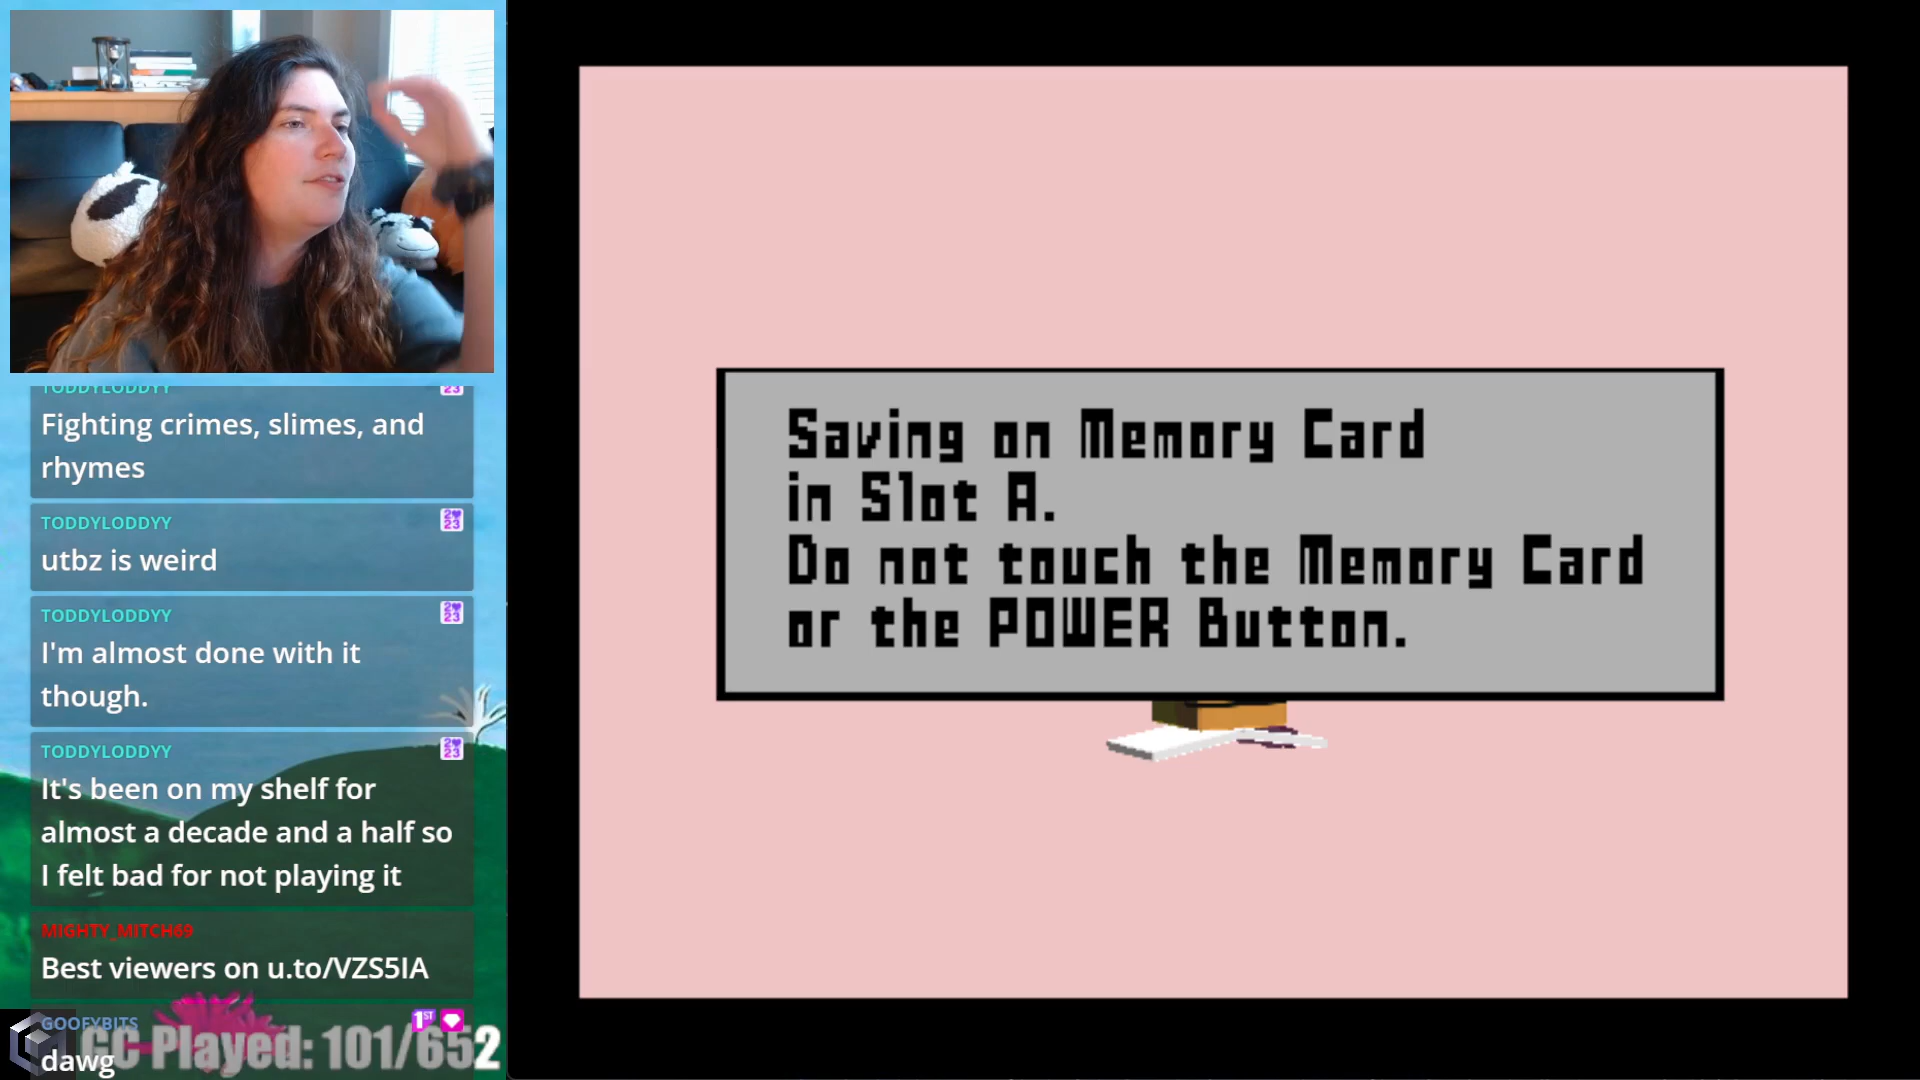 TODDYLODDYY
Fighting crimes, slimes, and
rhymes
TODDYLODDYY
utbz is weird
TODDYLODDYY
I'm almost done with it
though.
TODDYLODDYY
It's been on my shelf for
almost a decade and a half so
I felt bad for not playing it
MIGHTY_MITCH69
Best viewers on u.to/VZS5IA
GOOFYBITS
1ST
dawg
GC-Played: 101/652
Saving on Memory Card
in Slot A.
Do not touch the Memory Card
or the POWER Button.